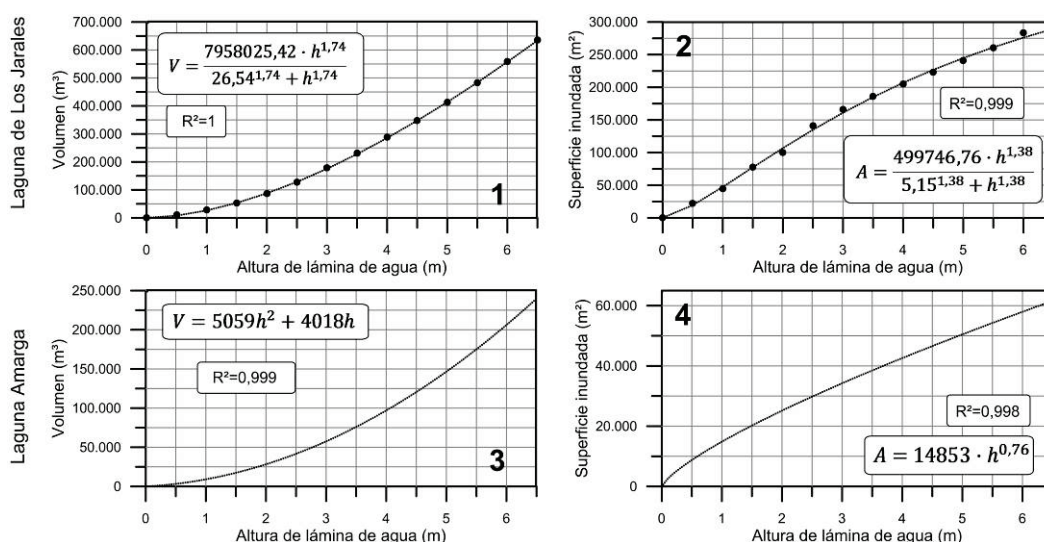 Laguna de Los Jarales
Volumen (m³)
700.000
600.000
500.000
400.000
300.000
200.000
100.000
0
V = 7958025,42 · h^1,74 / 26,54^1,74 + h^1,74
R²=1
1
0 1 2 3 4 5 6
Altura de lámina de agua (m)
Superficie inundada (m²)
300.000
250.000
200.000
150.000
100.000
50.000
0
2
R²=0,999
A = 499746,76 · h^1,38 / 5,15^1,38 + h^1,38
0 1 2 3 4 5 6
Altura de lámina de agua (m)
Laguna Amarga
Volumen (m³)
250.000
200.000
150.000
100.000
50.000
0
V = 5059h² + 4018h
R²=0,999
3
0 1 2 3 4 5 6
Altura de lámina de agua (m)
Superficie inundada (m²)
60.000
40.000
20.000
0
4
R²=0,998
A = 14853 · h^0,76
0 1 2 3 4 5 6
Altura de lámina de agua (m)